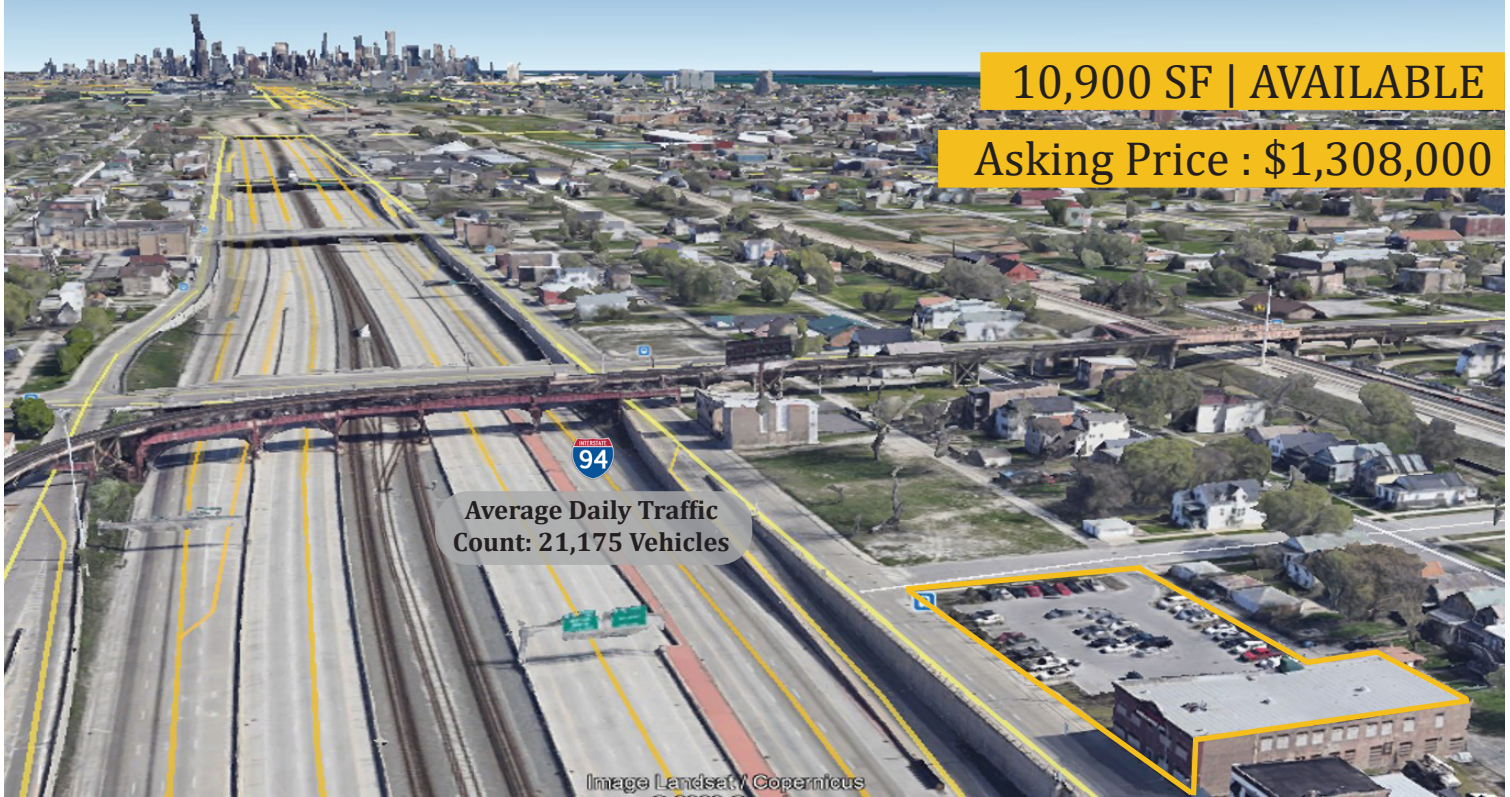 10,900 SF | AVAILABLE
Asking Price : $1,308,000
INTERSTATE
94
Average Daily Traffic
Count: 21,175 Vehicles
Image Landsat / Copernicus